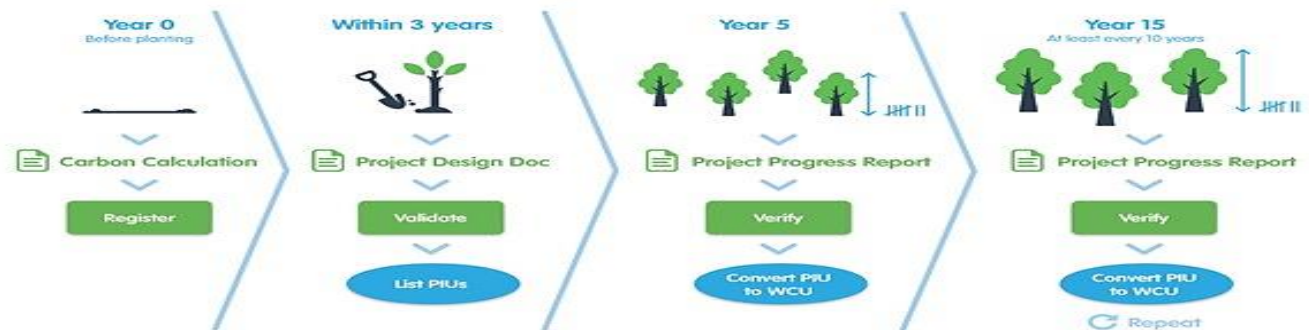 Year 0
Before planting
Carbon Calculation
Register
Within 3 years
Project Design Doc
Validate
List PIUs
Year 5
Project Progress Report
Verify
Convert PIU
to WCU
Year 15
At least every 10 years
Project Progress Report
Verify
Convert PIU
to WCU
Repeat